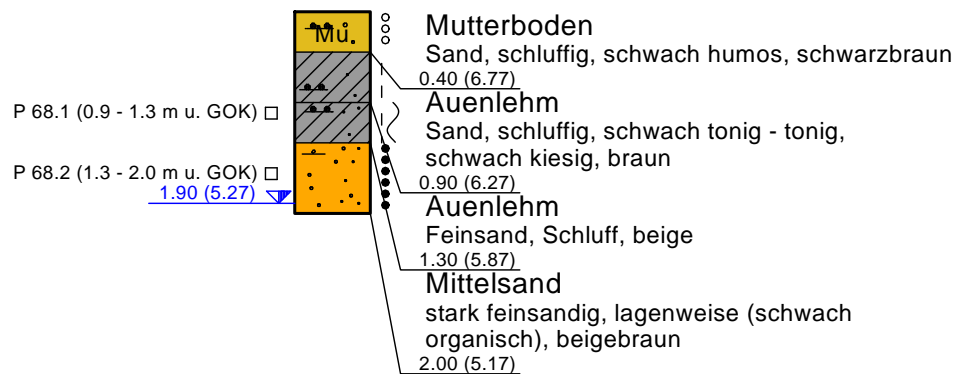 Mu.
Mutterboden
Sand, schluffig, schwach humos, schwarzbraun
0.40 (6.77)
P 68.1 (0.9 - 1.3 m u. GOK)
Auenlehm
Sand, schluffig, schwach tonig - tonig,
schwach kiesig, braun
0.90 (6.27)
P 68.2 (1.3 - 2.0 m u. GOK)
1.90 (5.27)
Auenlehm
Feinsand, Schluff, beige
1.30 (5.87)
Mittelsand
stark feinsandig, lagenweise (schwach
organisch), beigebraun
2.00 (5.17)